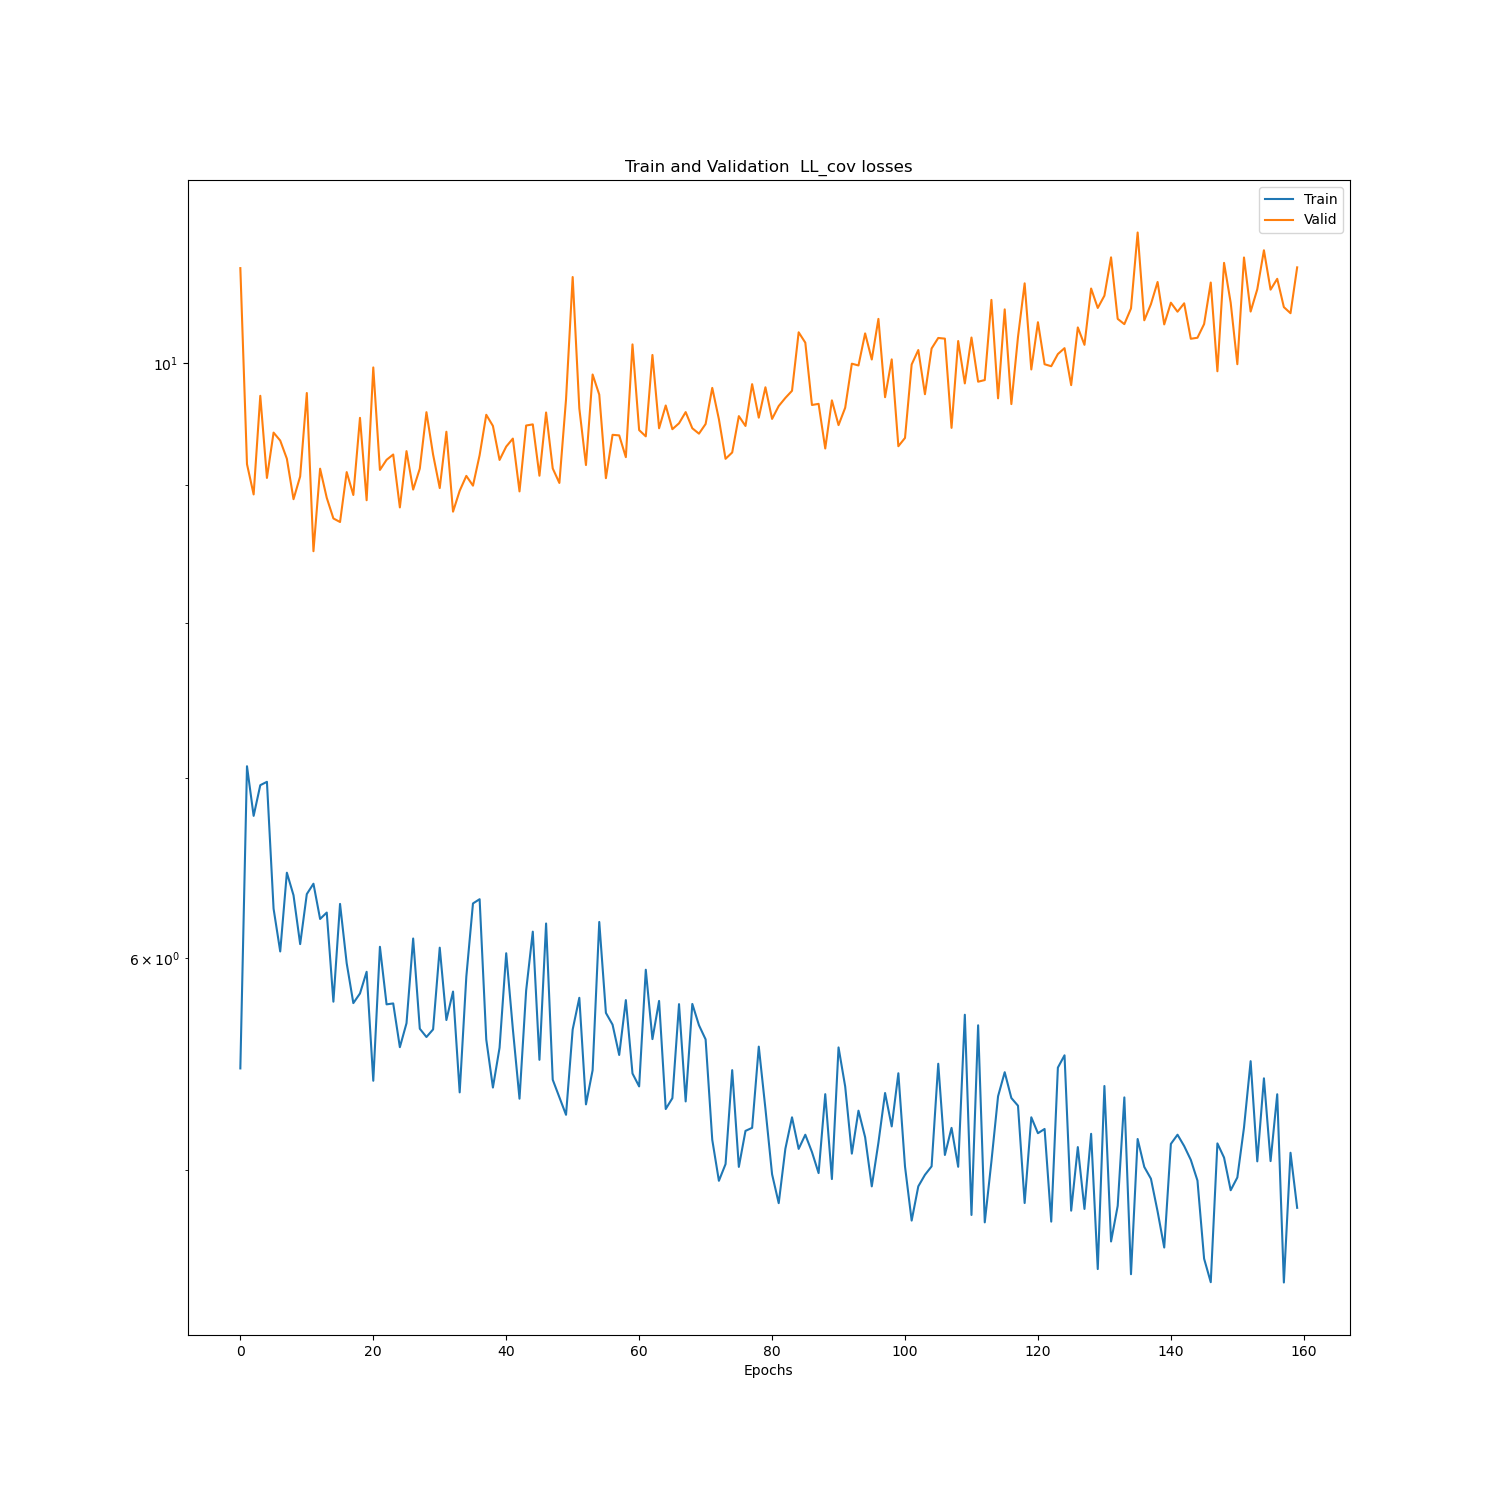 Train and Validation  LL_cov losses
Train
Valid
10¹
6 × 10⁰
0 20 40 60 80 100 120 140 160
Epochs